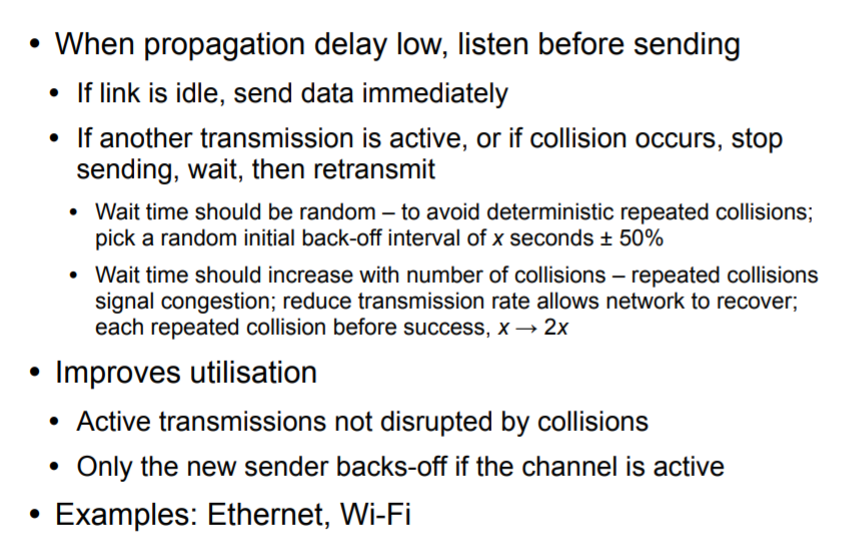 • When propagation delay low, listen before sending
• If link is idle, send data immediately
• If another transmission is active, or if collision occurs, stop
sending, wait, then retransmit
• Wait time should be random – to avoid deterministic repeated collisions;
pick a random initial back-off interval of x seconds ± 50%
• Wait time should increase with number of collisions – repeated collisions
signal congestion; reduce transmission rate allows network to recover;
each repeated collision before success, x → 2x
• Improves utilisation
• Active transmissions not disrupted by collisions
• Only the new sender backs-off if the channel is active
• Examples: Ethernet, Wi-Fi